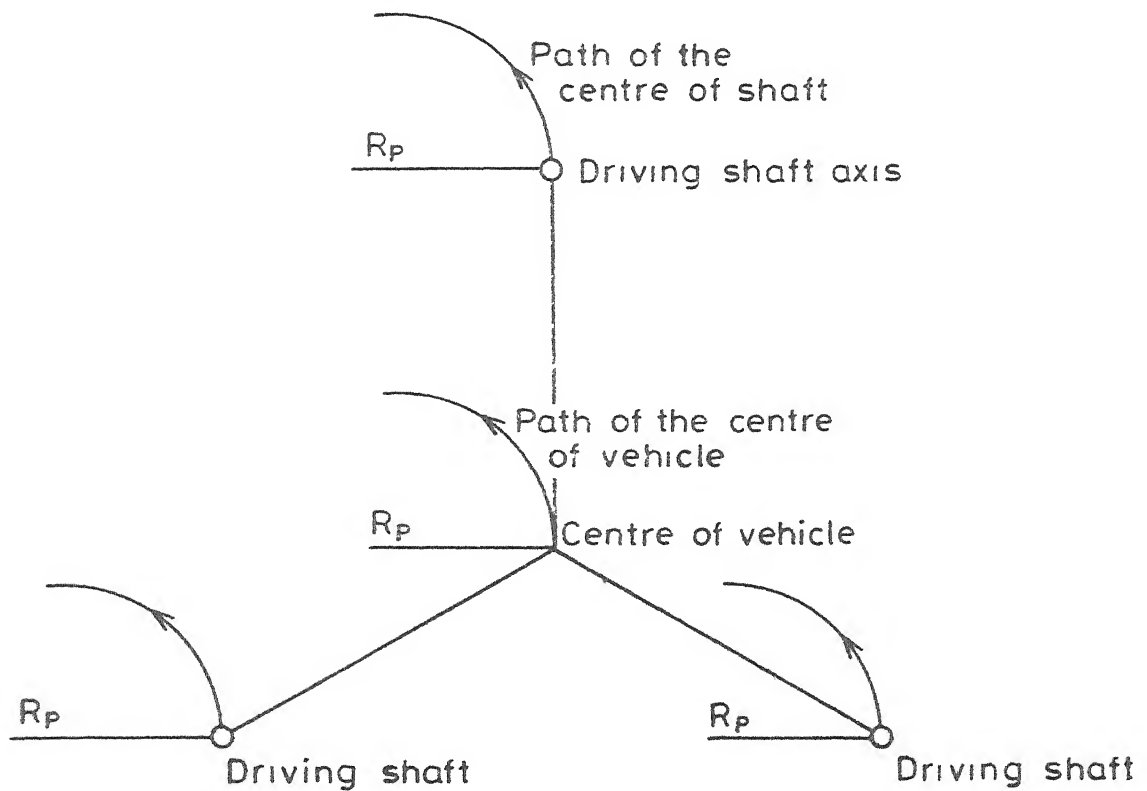 Path of the
centre of shaft
Rp
Driving shaft axis
Path of the centre
of vehicle
Rp
Centre of vehicle
Rp
Rp
Driving shaft
Driving shaft